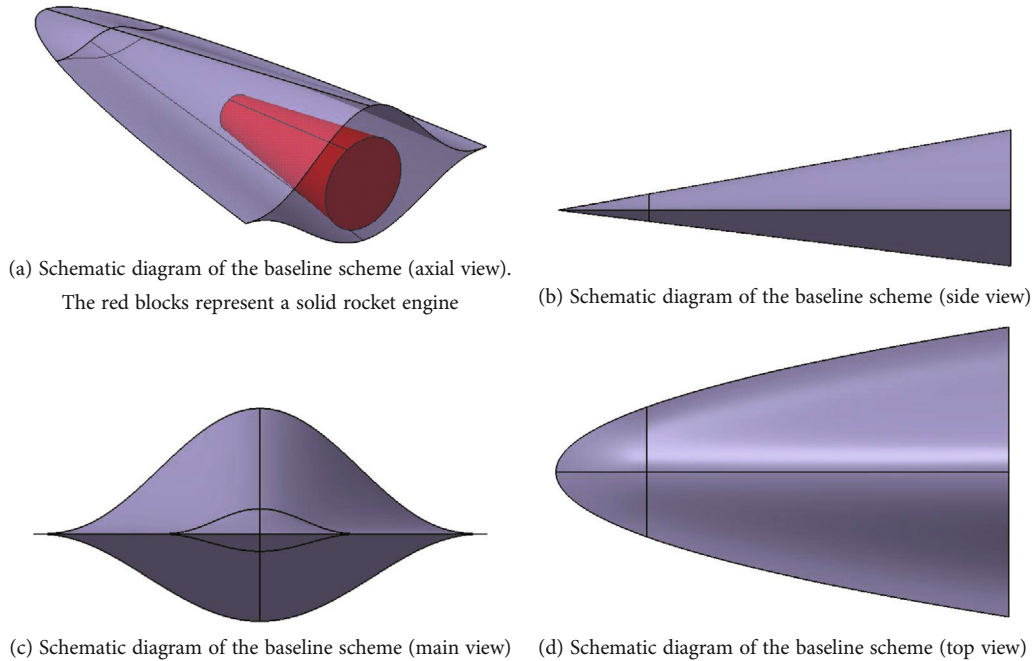 (a) Schematic diagram of the baseline scheme (axial view).
The red blocks represent a solid rocket engine
(b) Schematic diagram of the baseline scheme (side view)
(c) Schematic diagram of the baseline scheme (main view)
(d) Schematic diagram of the baseline scheme (top view)